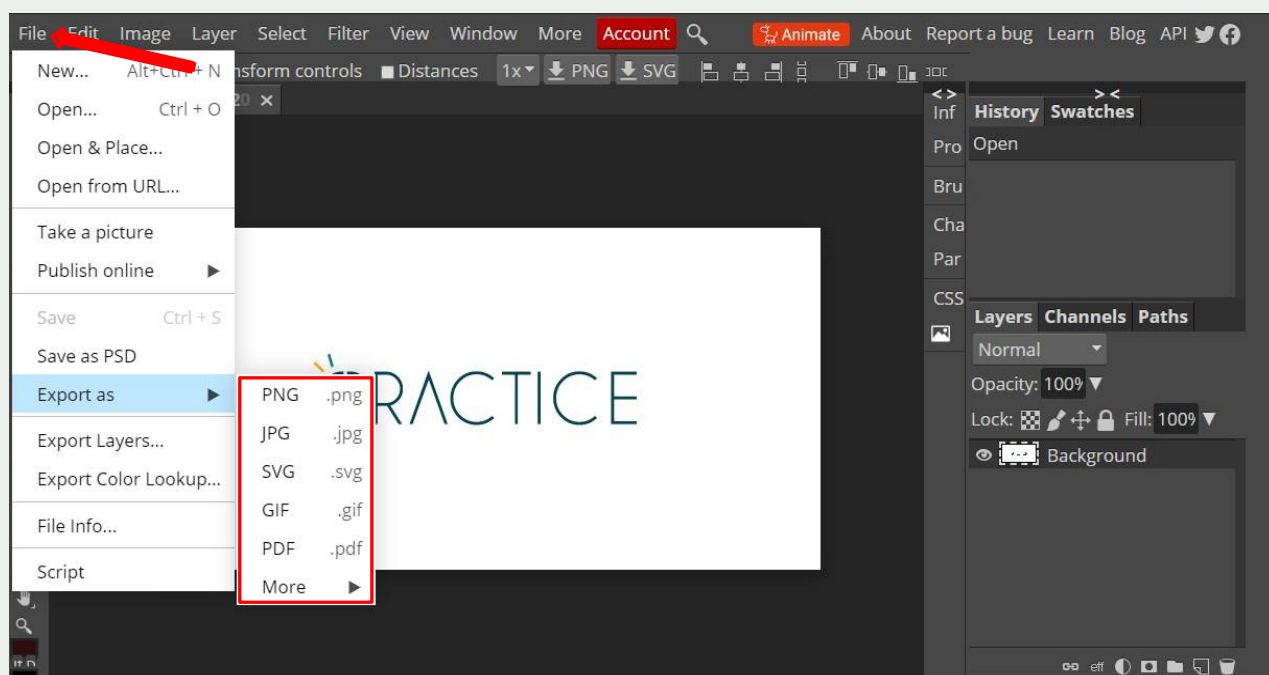 File Edit Image Layer Select Filter View Window More Account Animate About Report a bug Learn Blog API
New... Alt+Ctrl + N
nsform controls Distances 1x PNG SVG
Open... Ctrl + O
20 ×
Open & Place...
Open from URL...
Take a picture
Publish online
Save Ctrl + S
Save as PSD
Export as
Export Layers...
Export Color Lookup...
File Info...
Script
PNG .png
JPG .jpg
SVG .svg
GIF .gif
PDF .pdf
More
RACTICE
< >
> <
Inf
Pro
Bru
Cha
Par
CSS
History Swatches
Open
Layers Channels Paths
Normal
Opacity: 100%
Lock: Fill: 100%
Background
eff